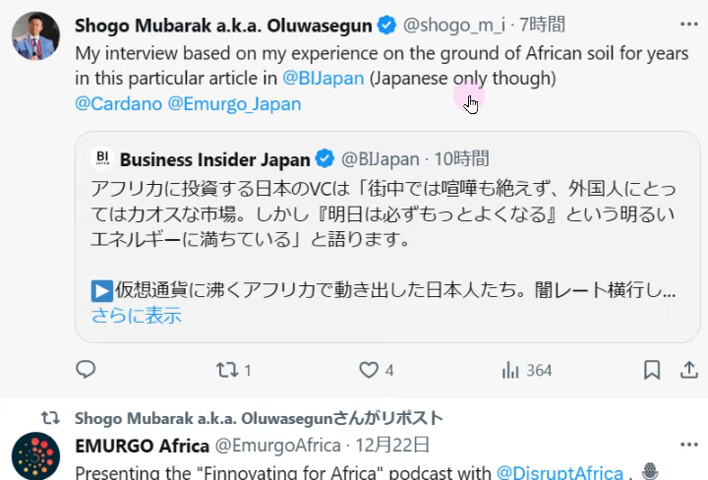 Shogo Mubarak a.k.a. Oluwasegun @shogo_m_i · 7時間
My interview based on my experience on the ground of African soil for years
in this particular article in @BIJapan (Japanese only though)
@Cardano @Emurgo_Japan
BI JAPAN Business Insider Japan @BIJapan · 10時間
アフリカに投資する日本のVCは「街中では喧嘩も絶えず、外国人にとっ
てはカオスな市場。しかし『明日は必ずもっとよくなる』という明るい
エネルギーに満ちている」と語ります。
▶仮想通貨に沸くアフリカで動き出した日本人たち。闇レート横行し...
さらに表示
1 4 364
Shogo Mubarak a.k.a. Oluwasegunさんがリポスト
EMURGO Africa @EmurgoAfrica · 12月22日
Presenting the "Finnovating for Africa" podcast with @DisruptAfrica .